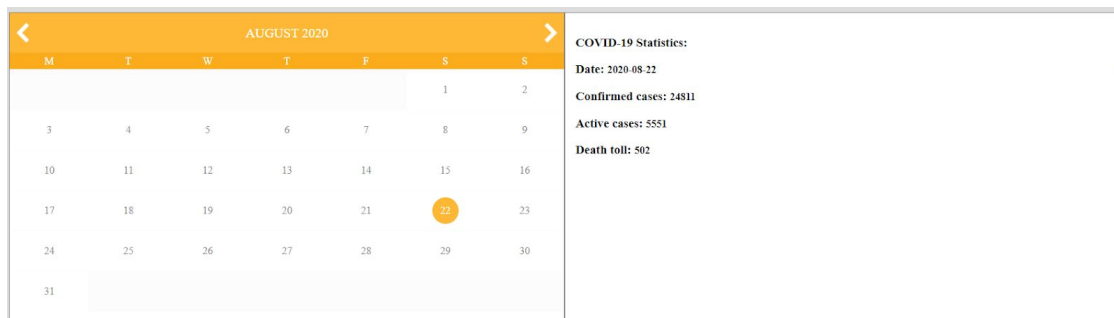 AUGUST 2020
M T W T F S S
1 2
3 4 5 6 7 8 9
10 11 12 13 14 15 16
17 18 19 20 21 22 23
24 25 26 27 28 29 30
31
COVID-19 Statistics:
Date: 2020-08-22
Confirmed cases: 24811
Active cases: 5551
Death toll: 502